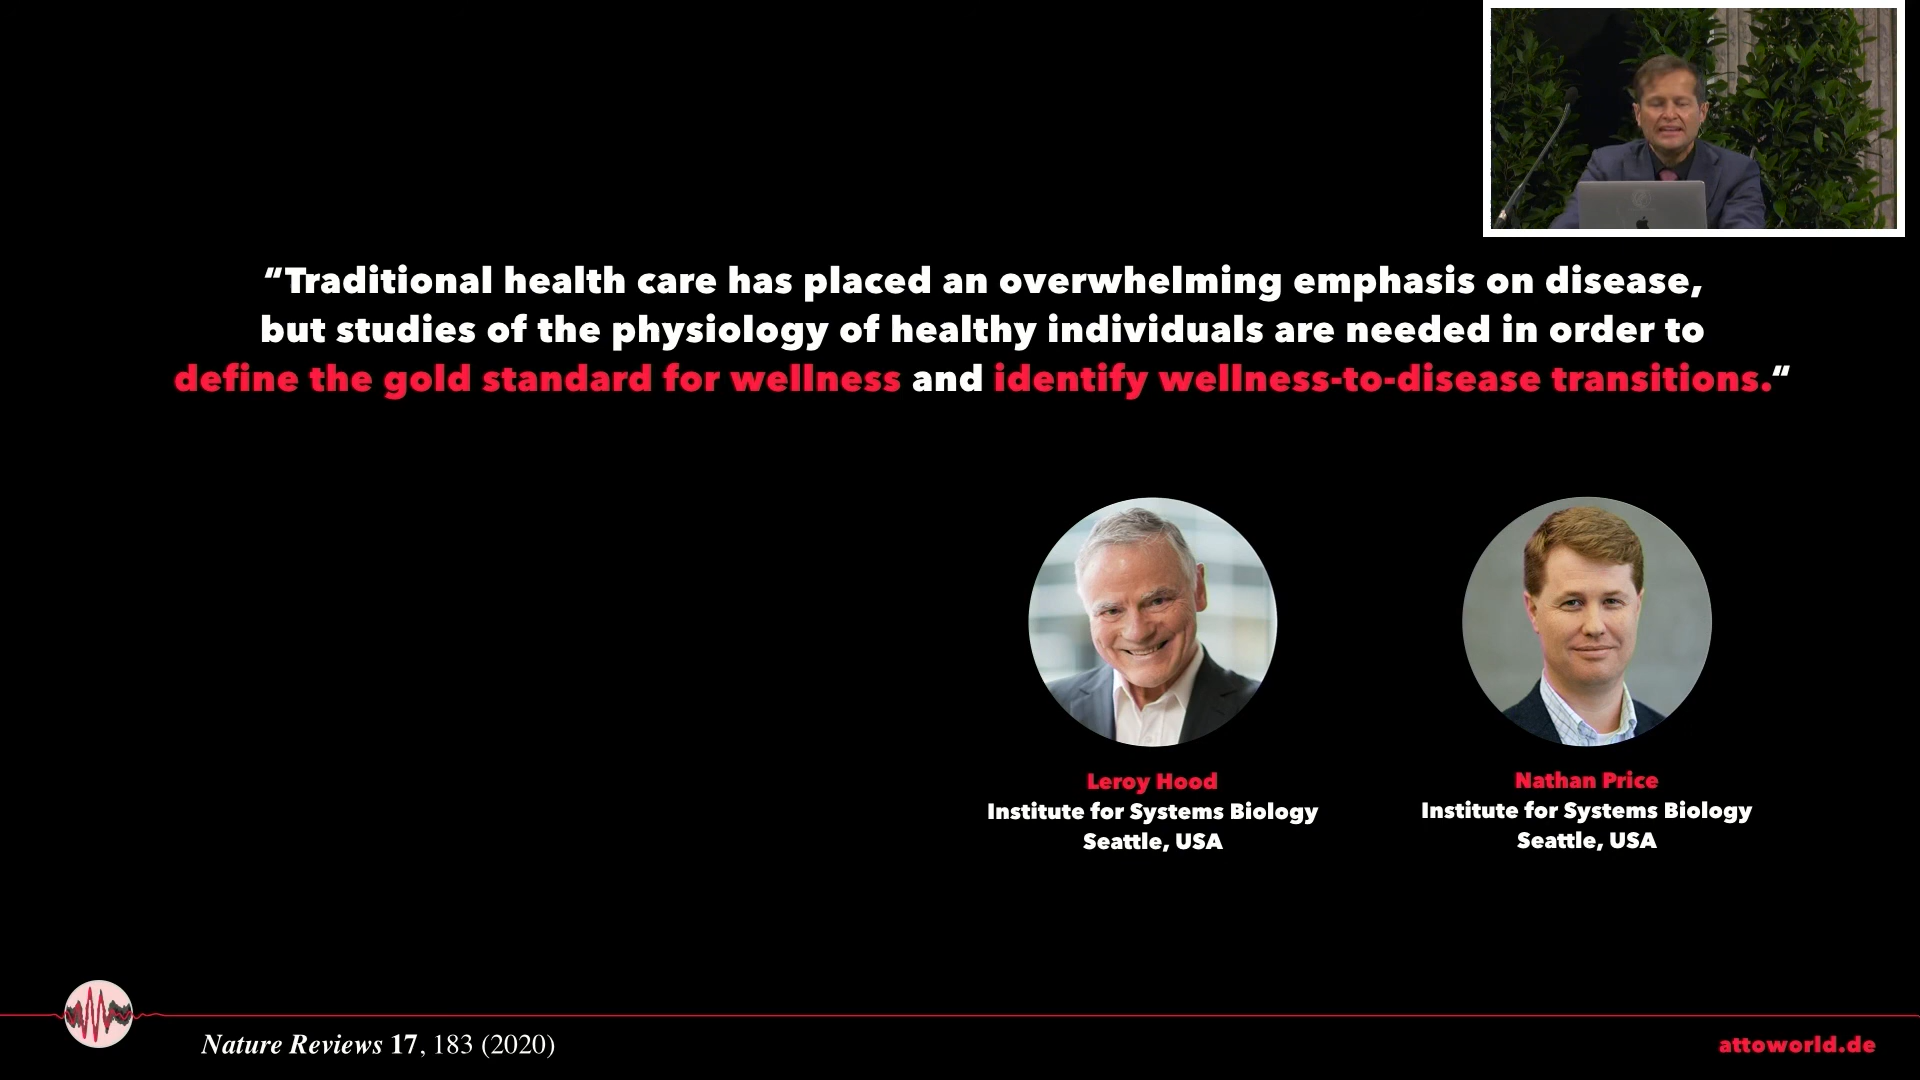 “Traditional health care has placed an overwhelming emphasis on disease,
but studies of the physiology of healthy individuals are needed in order to
define the gold standard for wellness and identify wellness-to-disease transitions.“
Leroy Hood
Institute for Systems Biology
Seattle, USA
Nathan Price
Institute for Systems Biology
Seattle, USA
Nature Reviews 17, 183 (2020)
attoworld.de